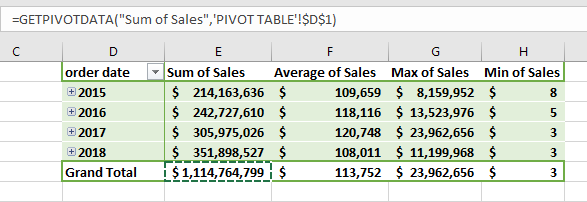 =GETPIVOTDATA("Sum of Sales",'PIVOT TABLE'!$D$1)
C D E F G H
order date Sum of Sales Average of Sales Max of Sales Min of Sales
2015 $ 214,163,636 $ 109,659 $ 8,159,952 $ 8
2016 $ 242,727,610 $ 118,116 $ 13,523,976 $ 5
2017 $ 305,975,026 $ 120,748 $ 23,962,656 $ 3
2018 $ 351,898,527 $ 108,011 $ 11,199,968 $ 3
Grand Total $ 1,114,764,799 $ 113,752 $ 23,962,656 $ 3